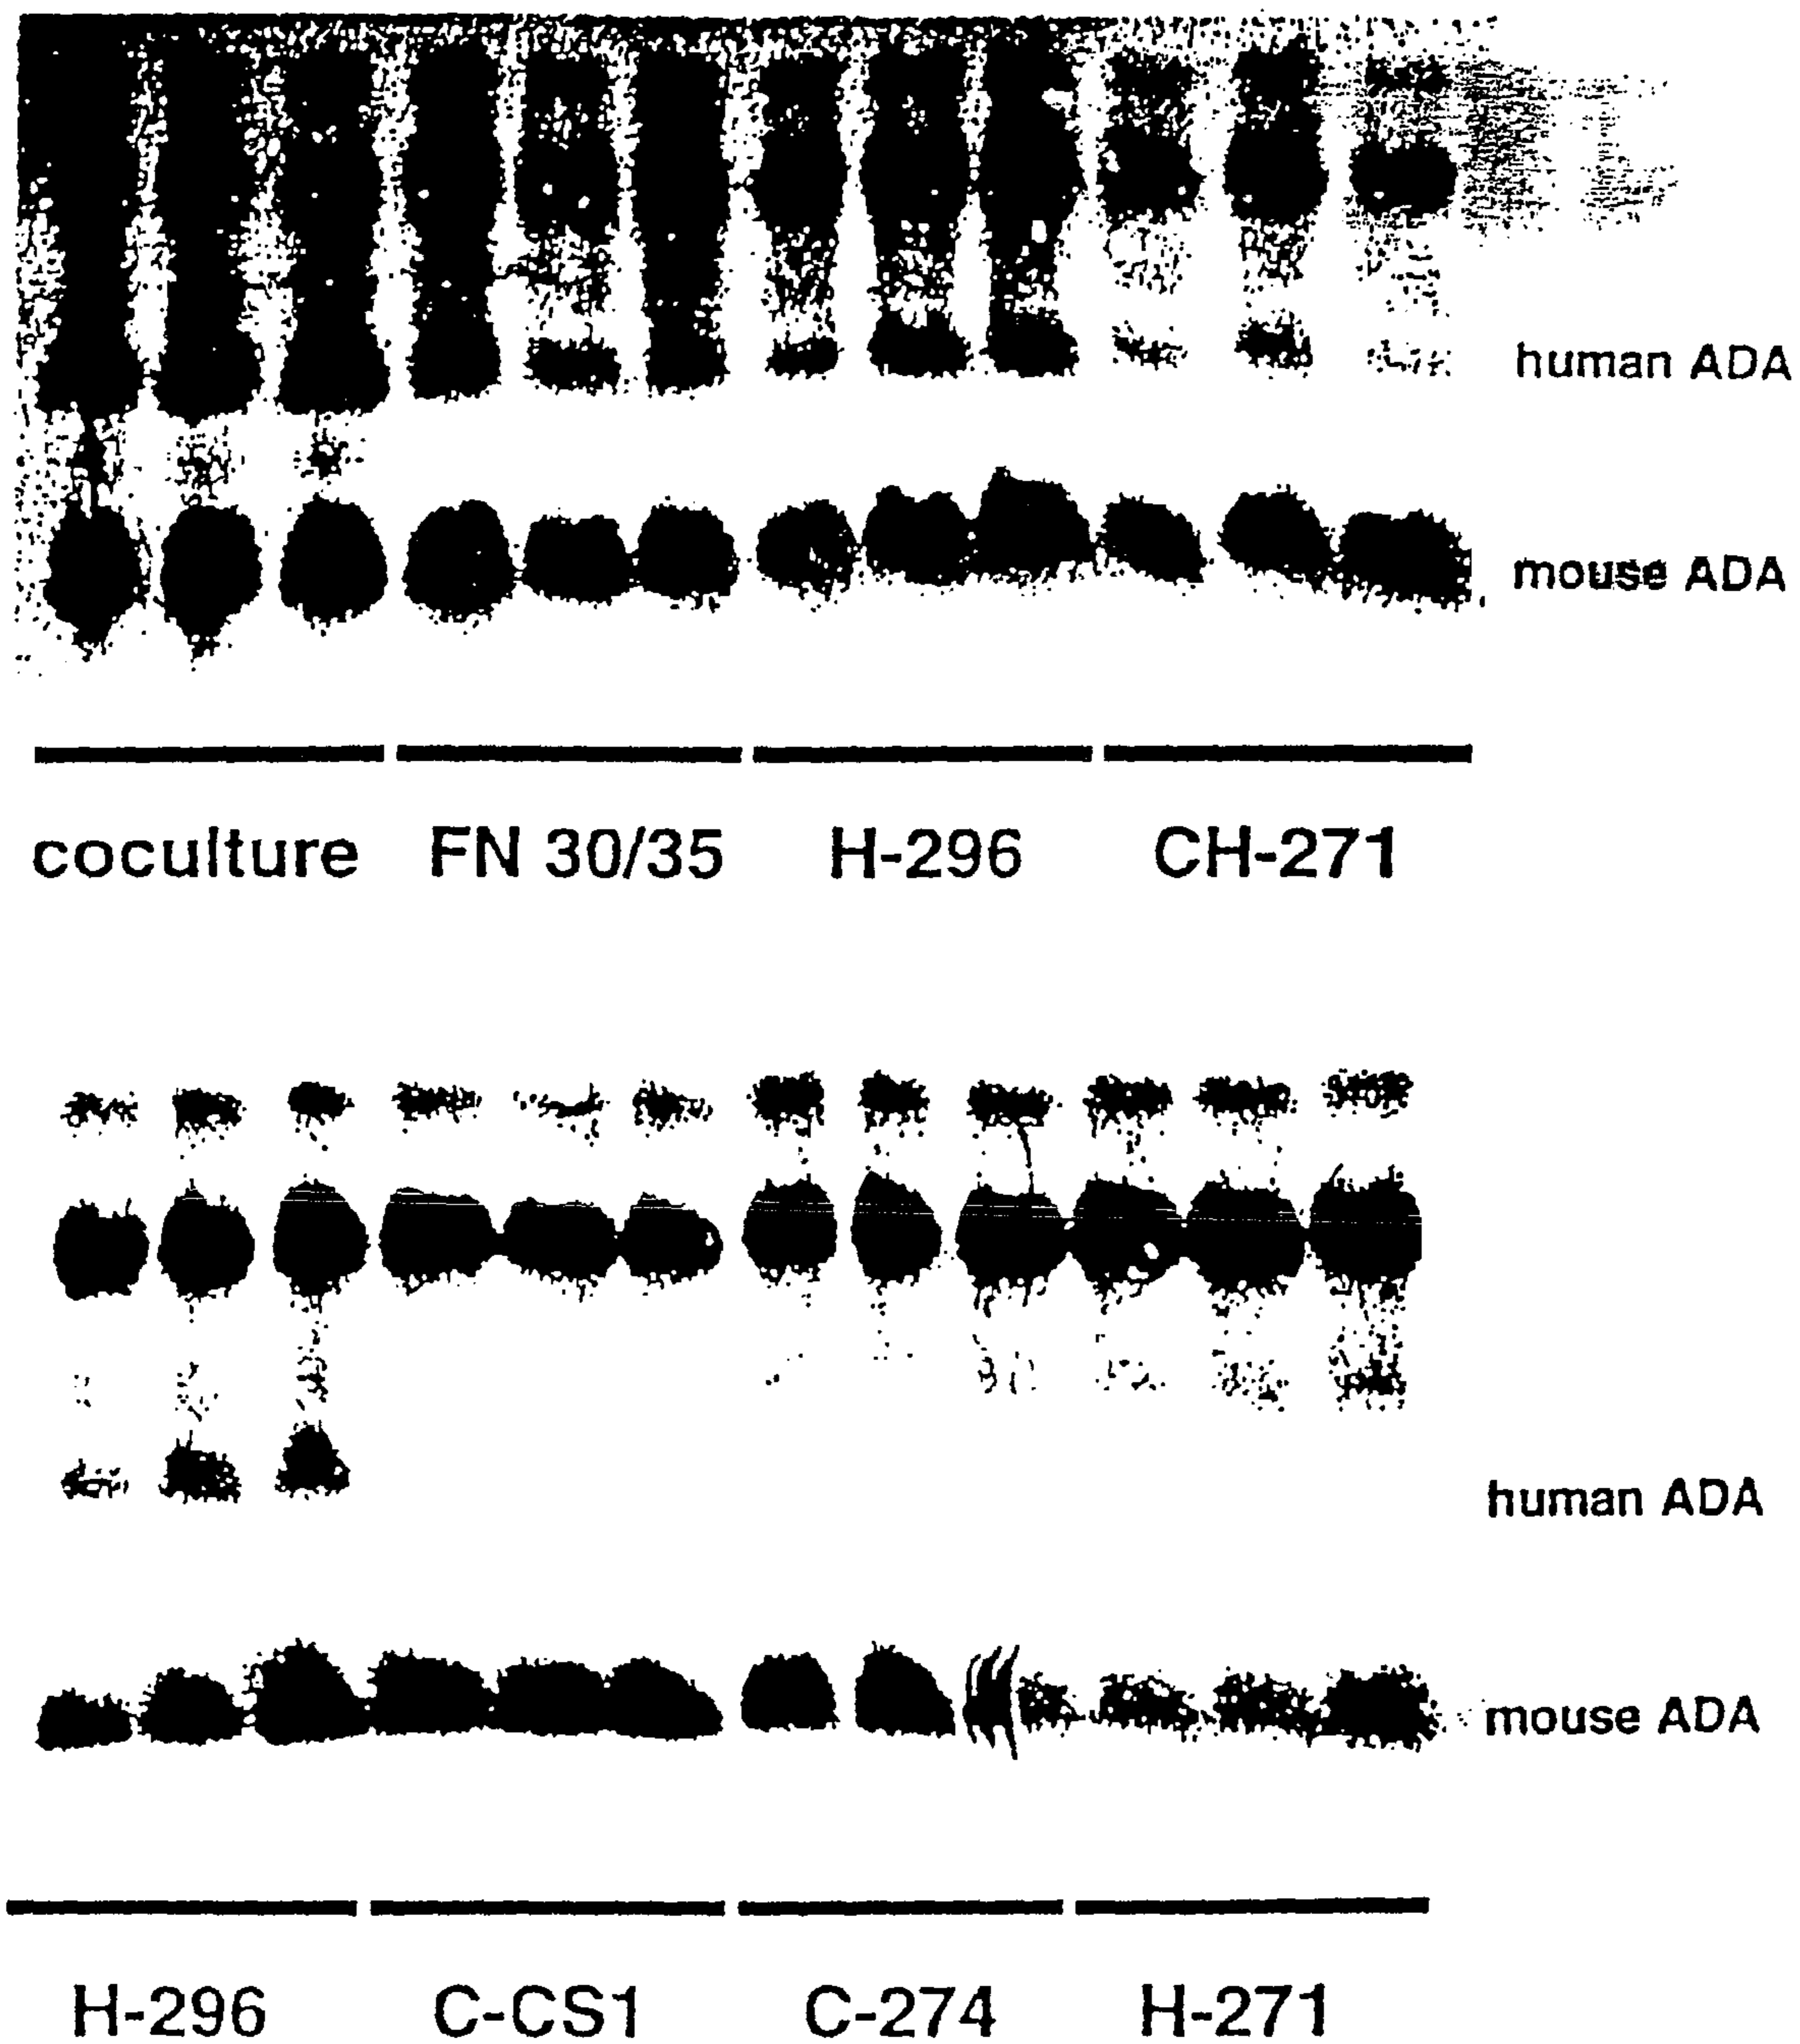 human ADA
mouse ADA
coculture FN 30/35 H-296 CH-271
human ADA
mouse ADA
H-296 C-CS1 C-274 H-271